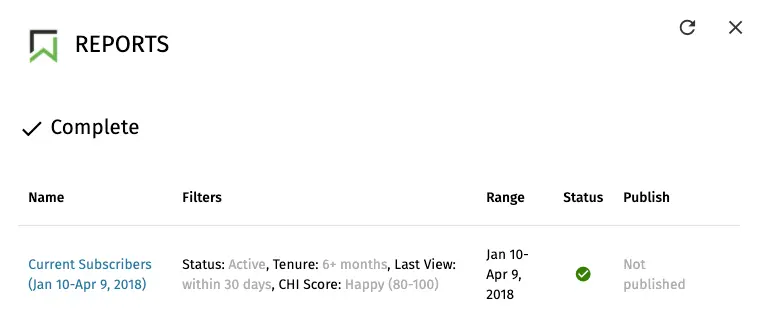 REPORTS
Complete
Name Filters Range Status Publish
Current Subscribers
(Jan 10-Apr 9, 2018)
Status: Active, Tenure: 6+ months, Last View:
within 30 days, CHI Score: Happy (80-100)
Jan 10-
Apr 9,
2018
Not
published